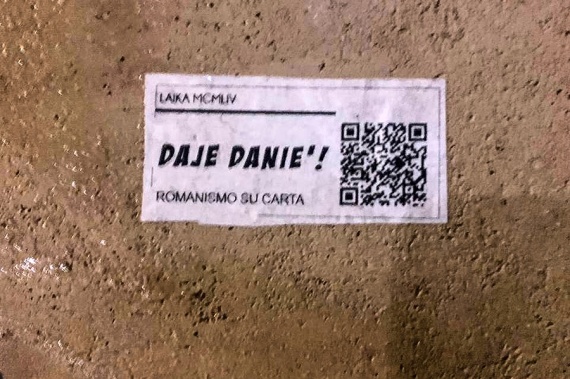 LAIKA MCMLIV
DAJE DANIE'!
ROMANISMO SU CARTA